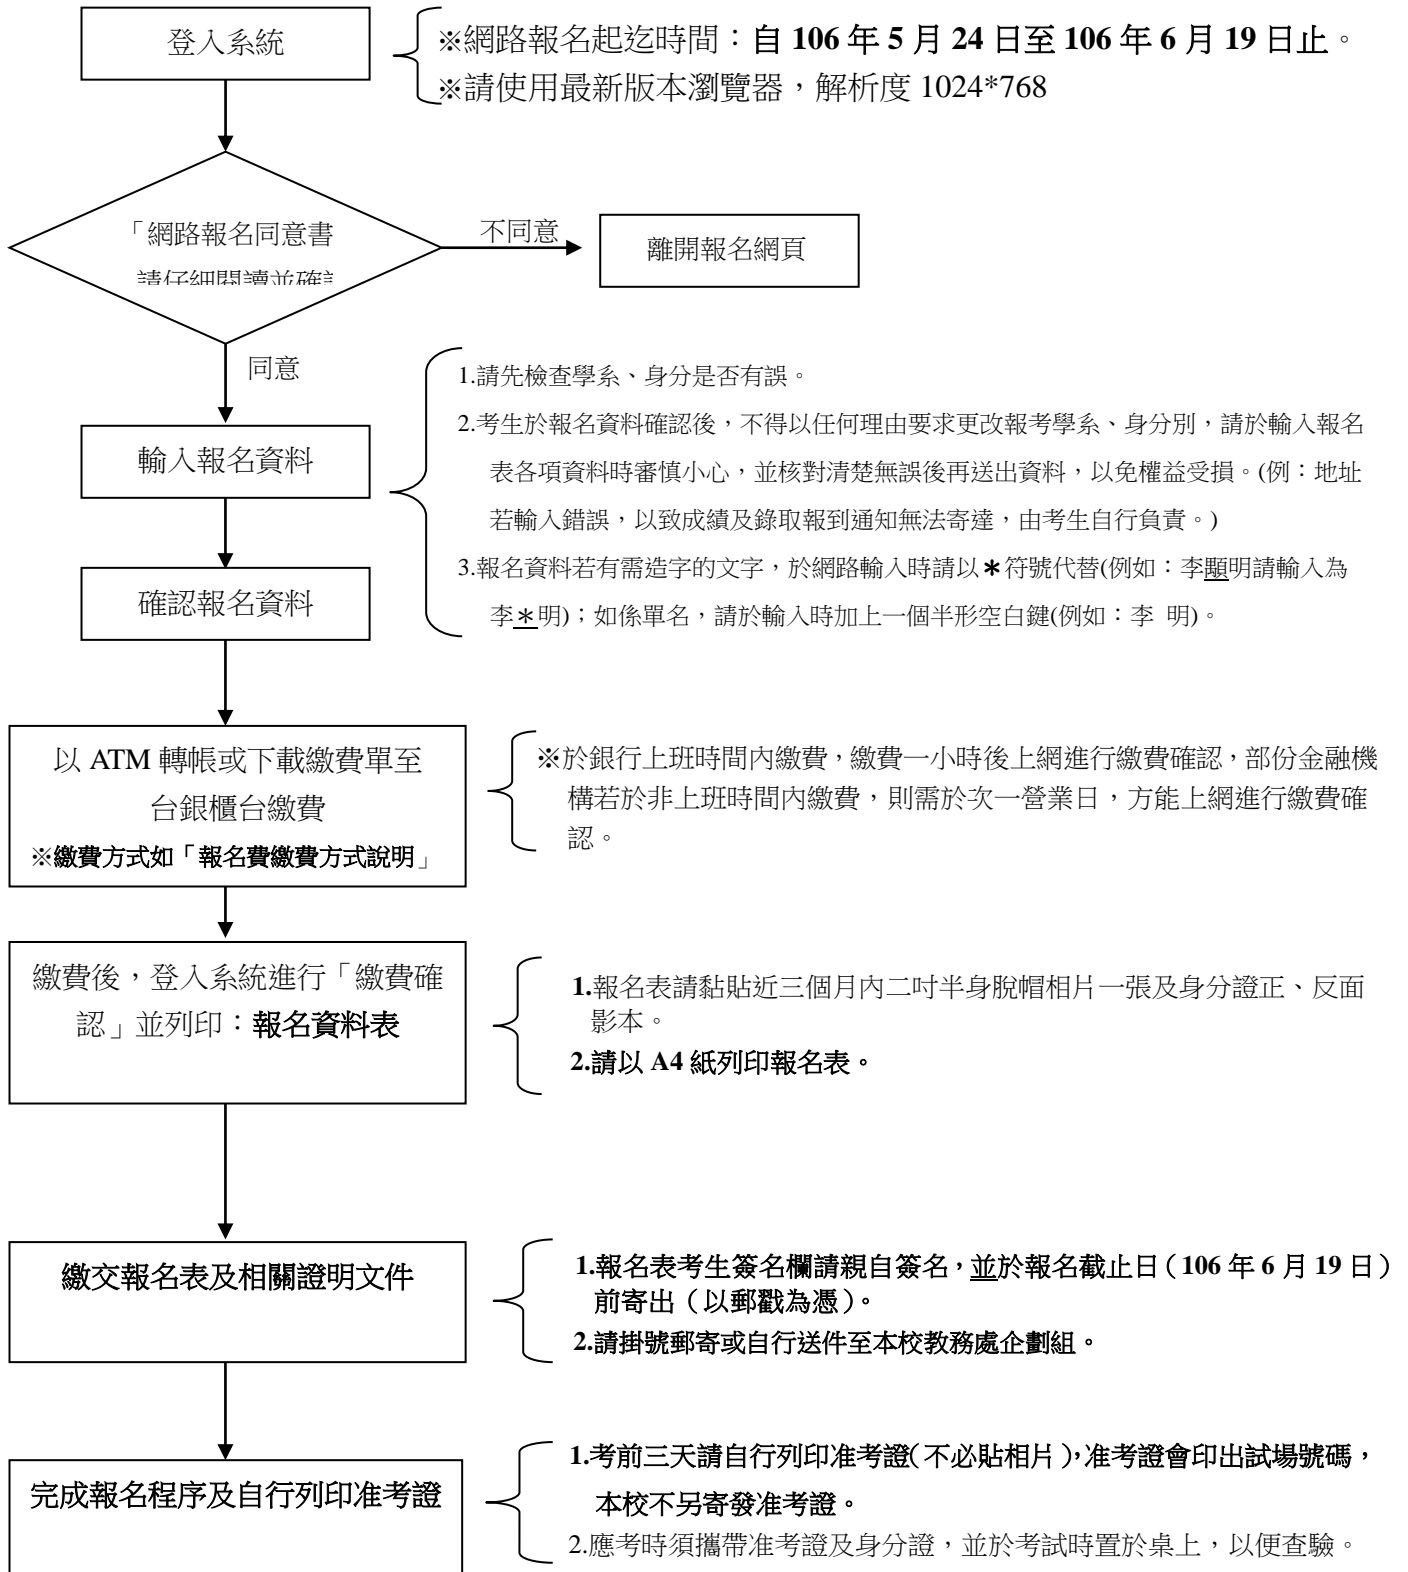 登入系統
※網路報名起迄時間：自 106 年 5 月 24 日至 106 年 6 月 19 日止。
※請使用最新版本瀏覽器，解析度 1024*768
「網路報名同意書
請仔細閱讀並確認
不同意
離開報名網頁
同意
輸入報名資料
確認報名資料
1.請先檢查學系、身分是否有誤。
2.考生於報名資料確認後，不得以任何理由要求更改報考學系、身分別，請於輸入報名
表各項資料時審慎小心，並核對清楚無誤後再送出資料，以免權益受損。(例：地址
若輸入錯誤，以致成績及錄取報到通知無法寄達，由考生自行負責。)
3.報名資料若有需造字的文字，於網路輸入時請以＊符號代替(例如：李顯明請輸入為
李＊明)；如係單名，請於輸入時加上一個半形空白鍵(例如：李 明)。
以 ATM 轉帳或下載繳費單至
台銀櫃台繳費
※繳費方式如「報名費繳費方式說明」
※於銀行上班時間內繳費，繳費一小時後上網進行繳費確認，部份金融機
構若於非上班時間內繳費，則需於次一營業日，方能上網進行繳費確
認。
繳費後，登入系統進行「繳費確
認」並列印：報名資料表
1.報名表請黏貼近三個月內二吋半身脫帽相片一張及身分證正、反面
影本。
2.請以 A4 紙列印報名表。
繳交報名表及相關證明文件
1.報名表考生簽名欄請親自簽名，並於報名截止日（106 年 6 月 19 日）
前寄出（以郵戳為憑）。
2.請掛號郵寄或自行送件至本校教務處企劃組。
完成報名程序及自行列印准考證
1.考前三天請自行列印准考證（不必貼相片），准考證會印出試場號碼，
本校不另寄發准考證。
2.應考時須攜帶准考證及身分證，並於考試時置於桌上，以便查驗。